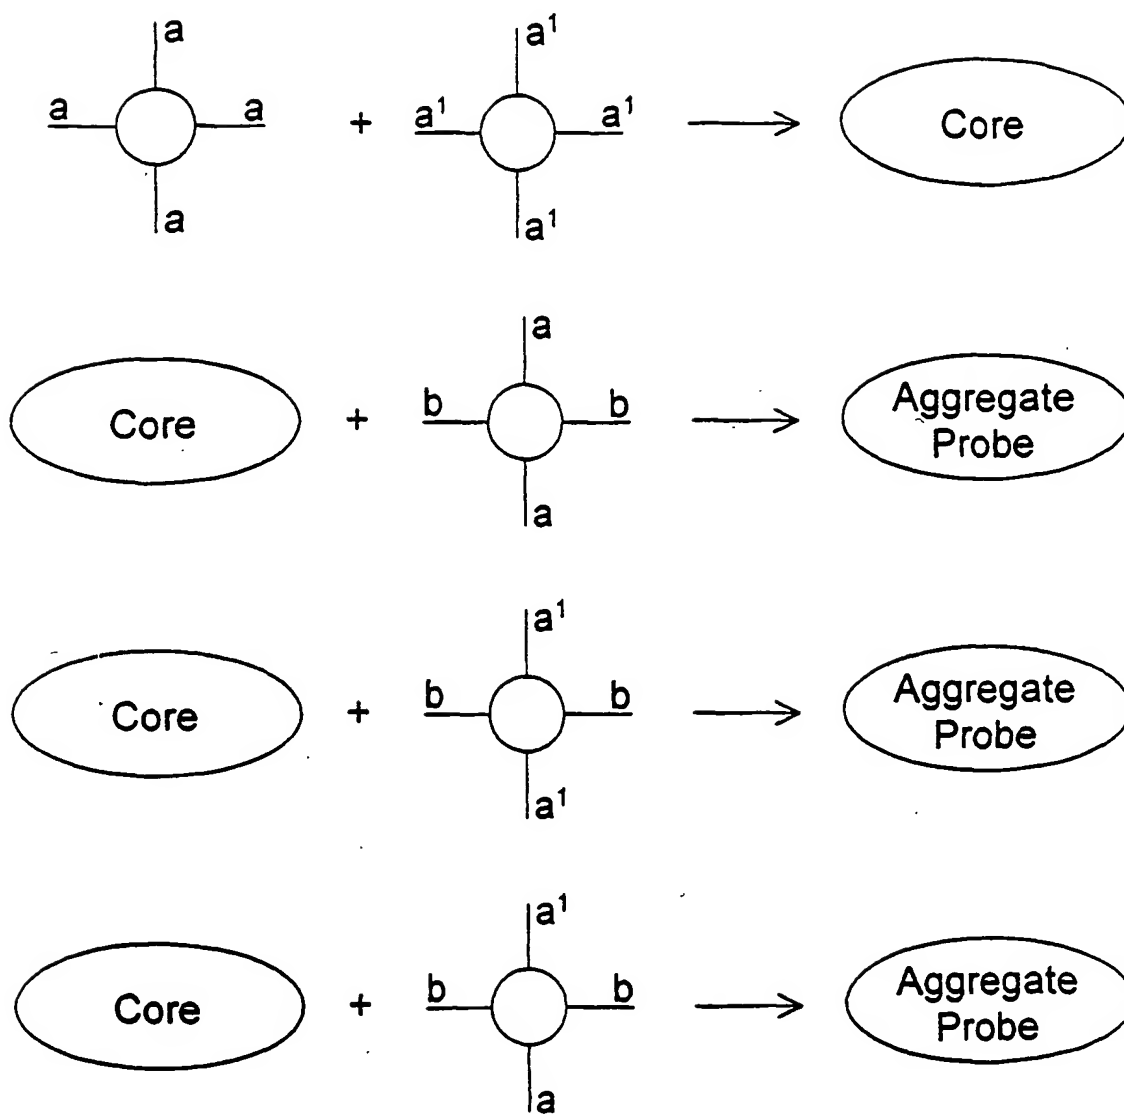 a a¹
a a + a¹ a¹ → Core
a a¹
a
Core + b b → Aggregate
Probe
a
a¹
Core + b b → Aggregate
Probe
a¹
a¹
Core + b b → Aggregate
Probe
a